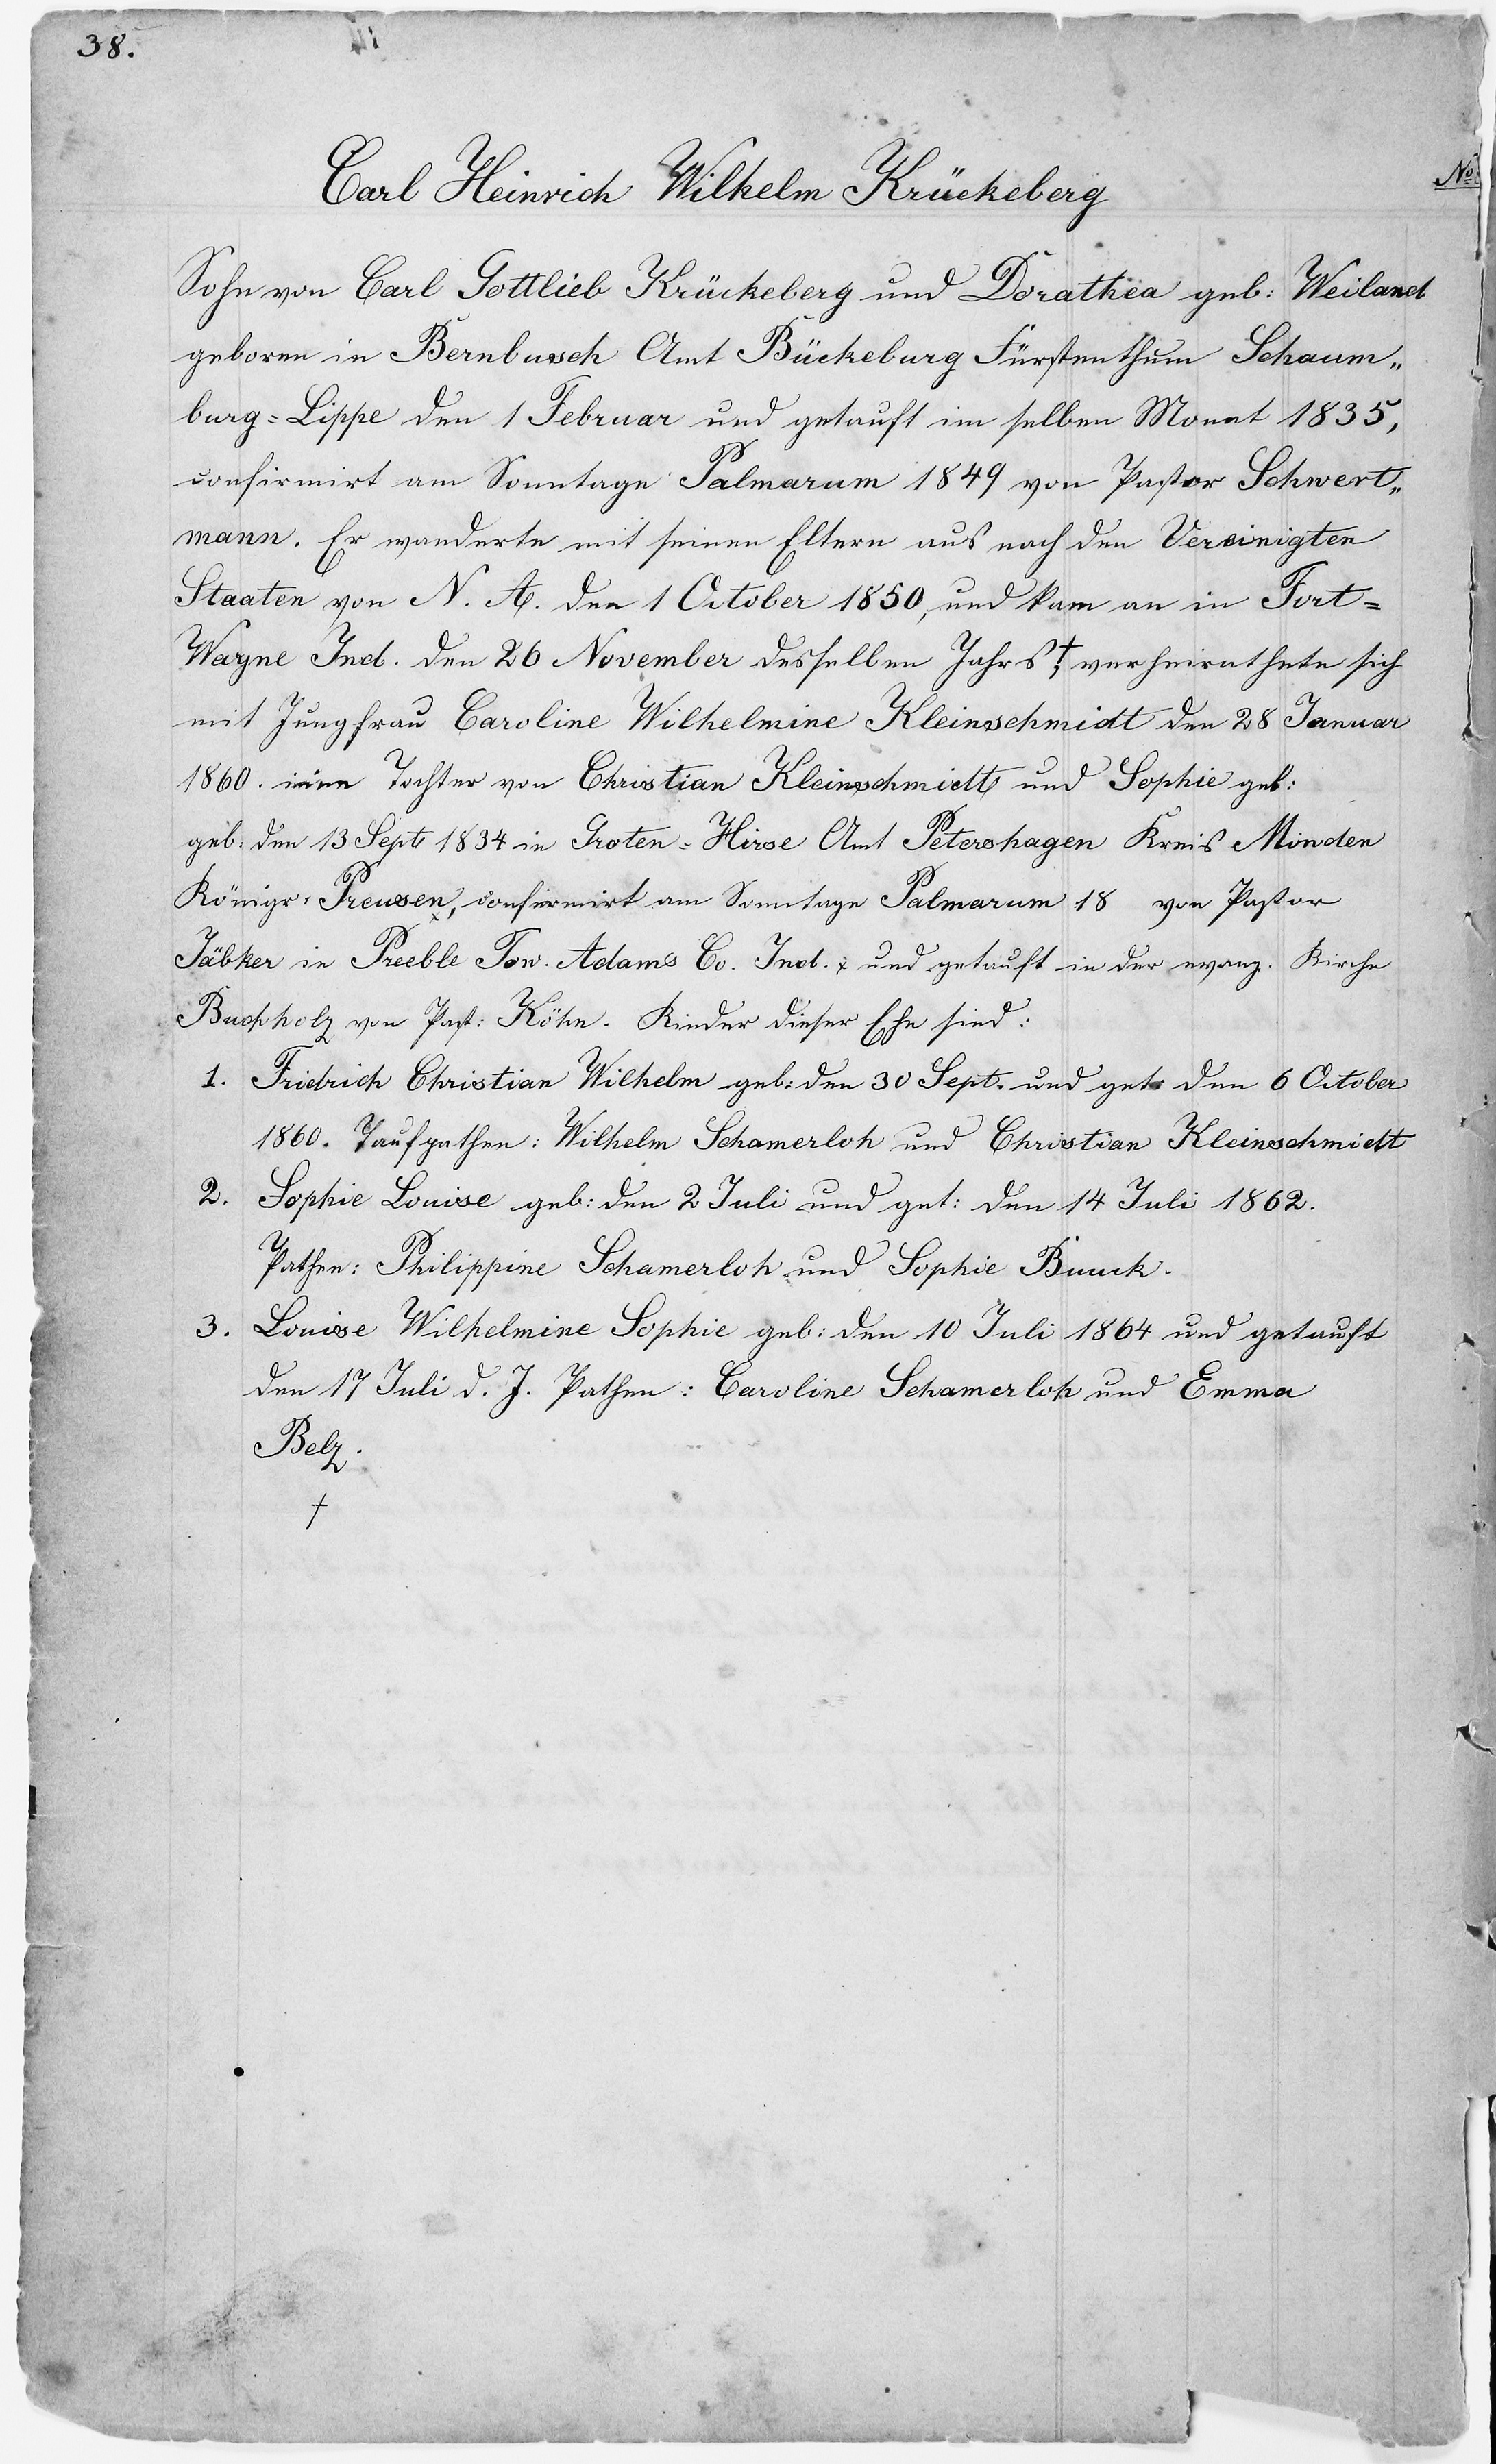 38.
Carl Heinrich Wilhelm Krückeberg
No:
Sohn von Carl Gottlieb Krückeberg und Dorathea geb: Weiland
geboren in Bernbusch Amt Bückeburg Fürstenthum Schaum„
burg=Lippe den 1 Februar und getauft im selben Monat 1835,
confirmirt am Sonntage Palmarum 1849 von Pastor Schwert„
mann. Er wanderte mit seinen Eltern aus nach den Vereinigten
Staaten von N. A. den 1 October 1850, und kam an in Fort=
Wayne Ind. den 26 November desselben Jahrs †, verheirathete sich
mit Jungfrau Caroline Wilhelmine Kleinschmidt den 28 Januar
1860. eine Tochter von Christian Kleinschmidt und Sophie geb:
geb: den 13 Sept 1834 in Groten=Hirse Amt Petershagen Kreis Minden
Königr: Preusen, x confirmirt am Sonntage Palmarum 18 von Pastor
Jäbker in Preeble Tow. Adams Co. Ind. x und getauft in der evang. Kirche
Buchholz von Past: Köhn. Kinder dieser Ehe sind:
1. Fridrich Christian Wilhelm geb: den 30 Sept. und get: den 6 October
1860. Taufpathen: Wilhelm Schamerloh und Christian Kleinschmidt
2. Sophie Louise geb: den 2 Juli und get: den 14 Juli 1862.
Pathen: Philippine Schamerloh und Sophie Buuck.
3. Louise Wilhelmine Sophie geb: den 10 Juli 1864 und getauft
den 17 Juli d. J. Pathen: Caroline Schamerloh und Emma
Belz.
†